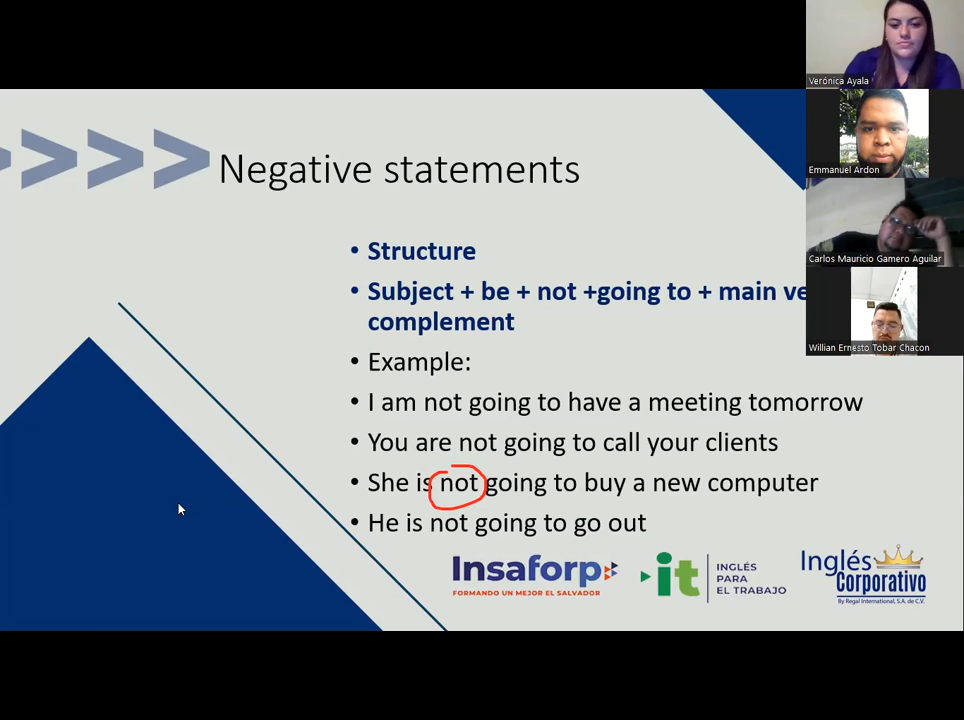 Verónica Ayala
Emmanuel Ardon
Carlos Mauricio Gamero Aguilar
Willian Ernesto Tobar Chacon
>>>> Negative statements
• Structure
• Subject + be + not +going to + main ve
complement
• Example:
• I am not going to have a meeting tomorrow
• You are not going to call your clients
• She is not going to buy a new computer
• He is not going to go out
Insaforp
FORMANDO UN MEJOR EL SALVADOR
it
INGLÉS
PARA
EL TRABAJO
Inglés
Corporativo
By Regal International, S.A. de C.V.